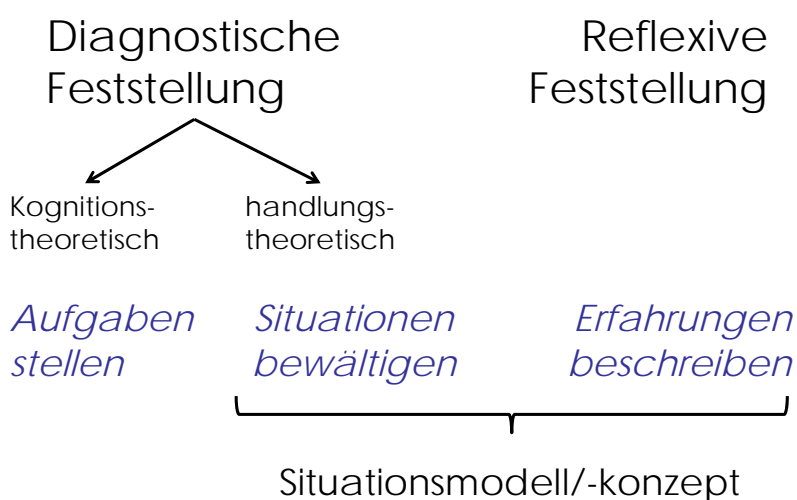 Diagnostische
Feststellung
Reflexive
Feststellung
Kognitions-
theoretisch
handlungs-
theoretisch
Aufgaben
stellen
Situationen
bewältigen
Erfahrungen
beschreiben
Situationsmodell/-konzept